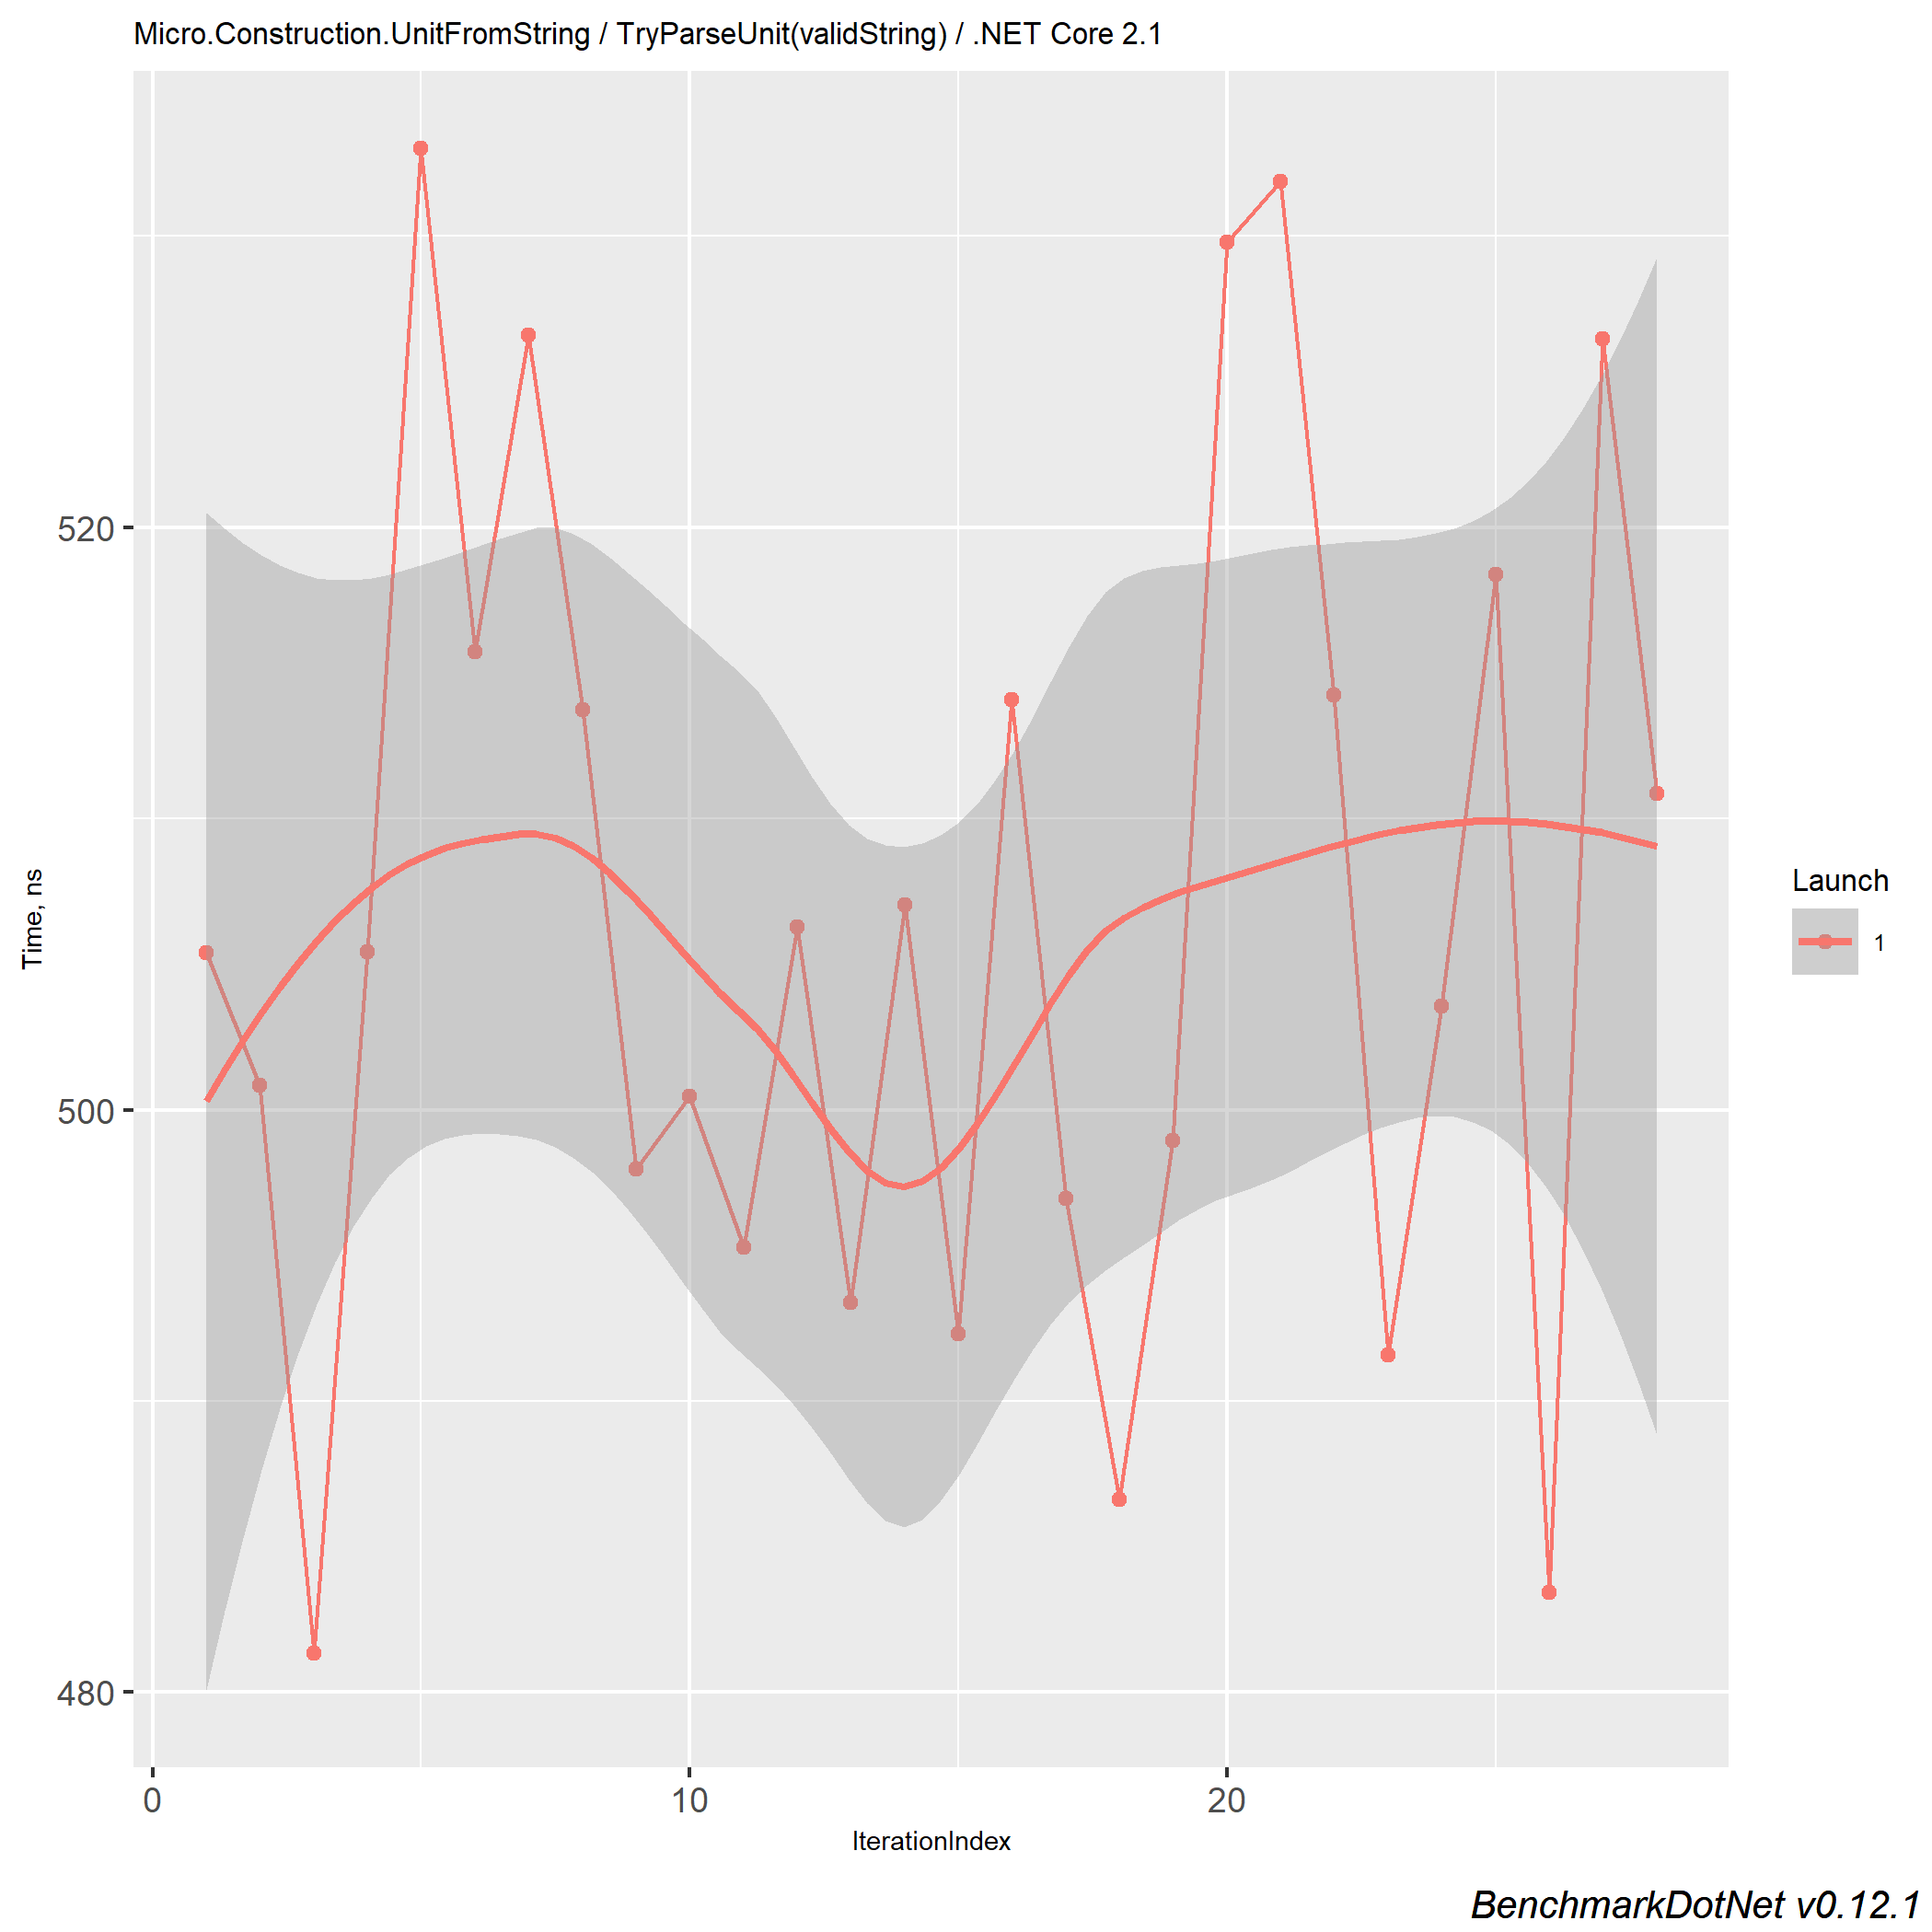 Micro.Construction.UnitFromString / TryParseUnit(validString) / .NET Core 2.1
520
500
480
Time, ns
0 10 20
IterationIndex
Launch
1
BenchmarkDotNet v0.12.1